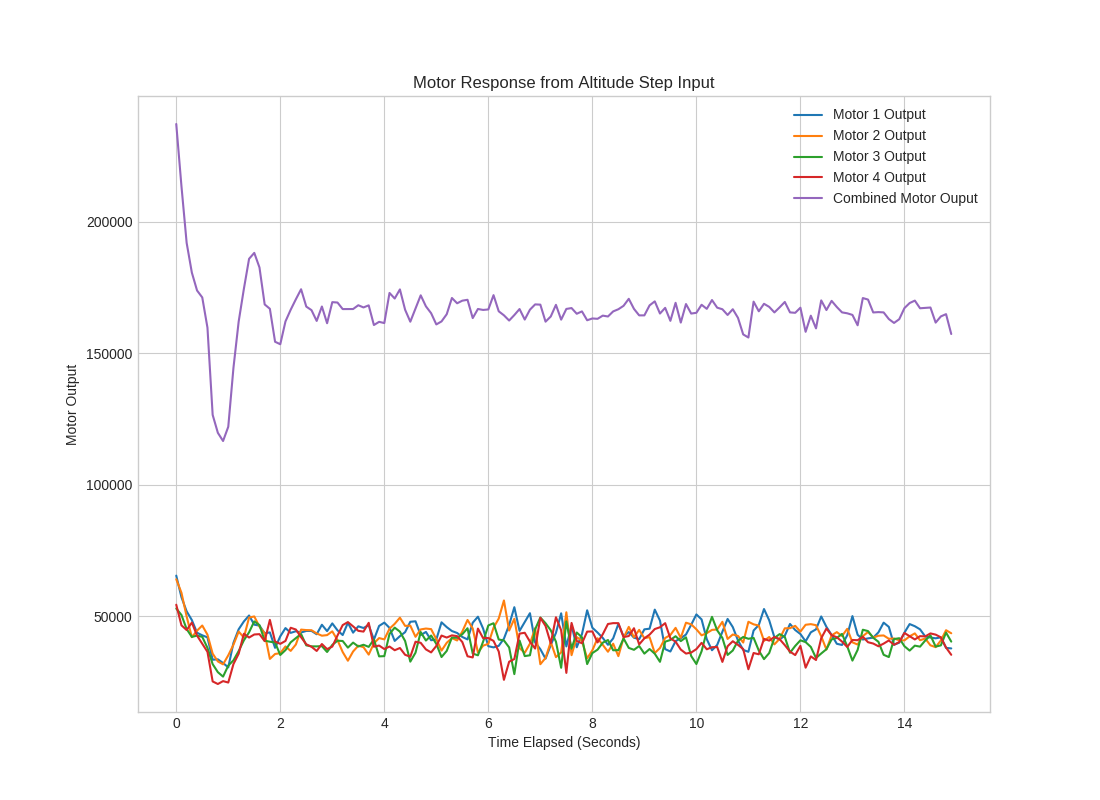 Motor Response from Altitude Step Input
Motor 1 Output
Motor 2 Output
Motor 3 Output
Motor 4 Output
Combined Motor Ouput
200000
150000
100000
50000
Motor Output
0 2 4 6 8 10 12 14
Time Elapsed (Seconds)